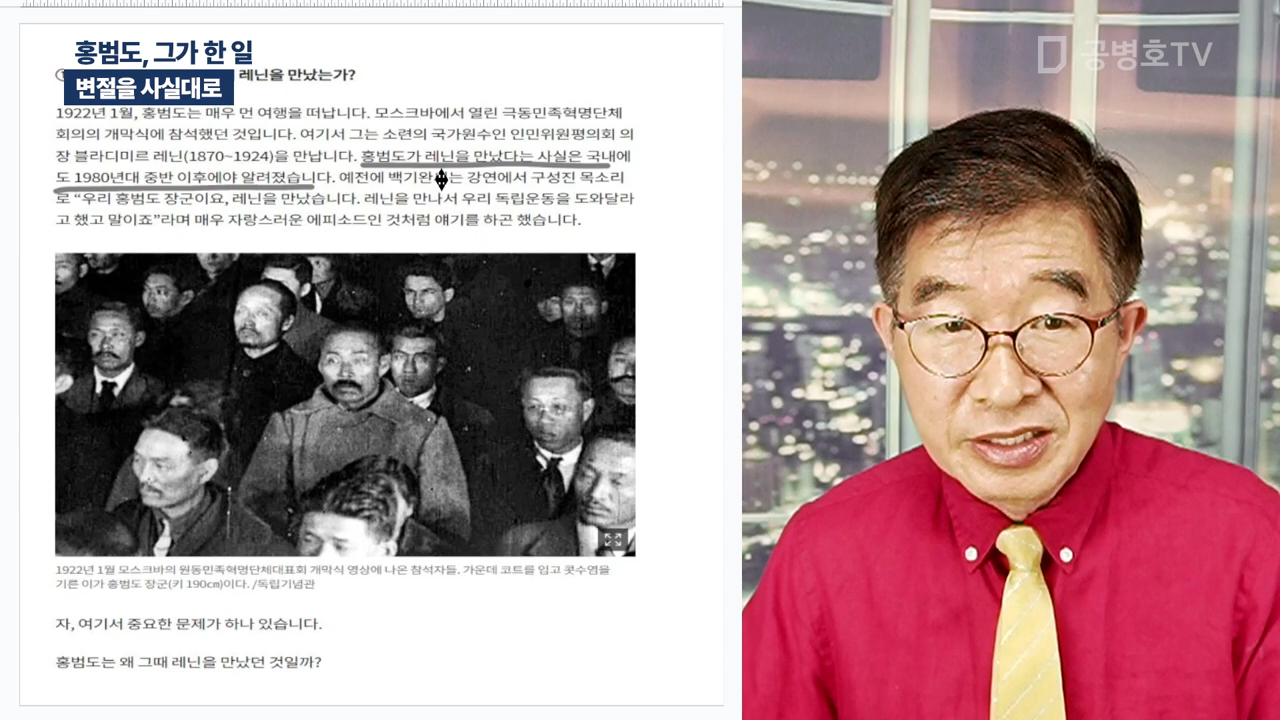 홍범도, 그가 한 일
변절을 사실대로
레닌을 만났는가?
1922년 1월, 홍범도는 매우 먼 여행을 떠납니다. 모스크바에서 열린 극동민족혁명단체
회의의 개막식에 참석했던 것입니다. 여기서 그는 소련의 국가원수인 인민위원평의회 의
장 블라디미르 레닌(1870~1924)을 만납니다. 홍범도가 레닌을 만났다는 사실은 국내에
도 1980년대 중반 이후에야 알려졌습니다. 예전에 백기완 는 강연에서 구성진 목소리
로 “우리 홍범도 장군이요, 레닌을 만났습니다. 레닌을 만나서 우리 독립운동을 도와달라
고 했고 말이죠”라며 매우 자랑스러운 에피소드인 것처럼 얘기를 하곤 했습니다.
1922년 1월 모스크바의 원동민족혁명단체대표회 개막식 영상에 나온 참석자들. 가운데 코트를 입고 콧수염을
기른 이가 홍범도 장군(키 190㎝)이다. /독립기념관
자, 여기서 중요한 문제가 하나 있습니다.
홍범도는 왜 그때 레닌을 만났던 것일까?
공병호TV